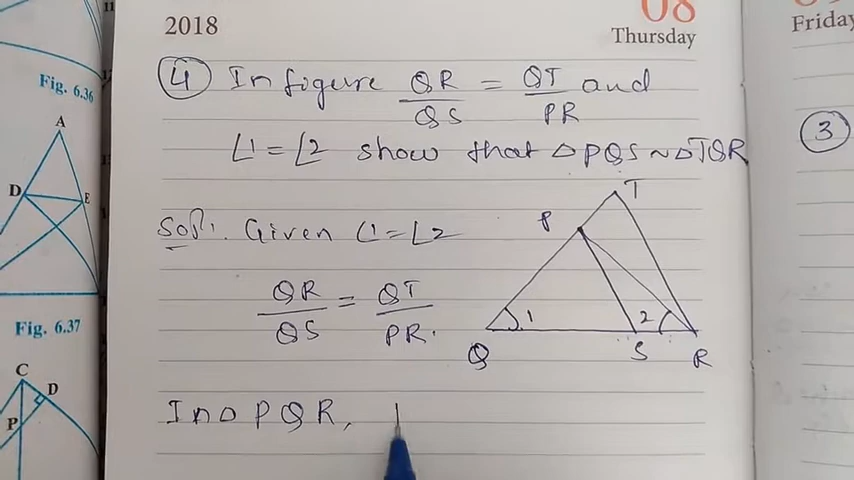 2018
08
Thursday
Friday
Fig. 6.36
A
D
E
Fig. 6.37
C
D
P
4 In figure QR/QS = QT/PR and
∠1 = ∠2 show that △PQS ~ △TQR
Sol. Given ∠1 = ∠2
QR/QS = QT/PR.
In △ PQR,
T
P
1
2
Q
S
R
3